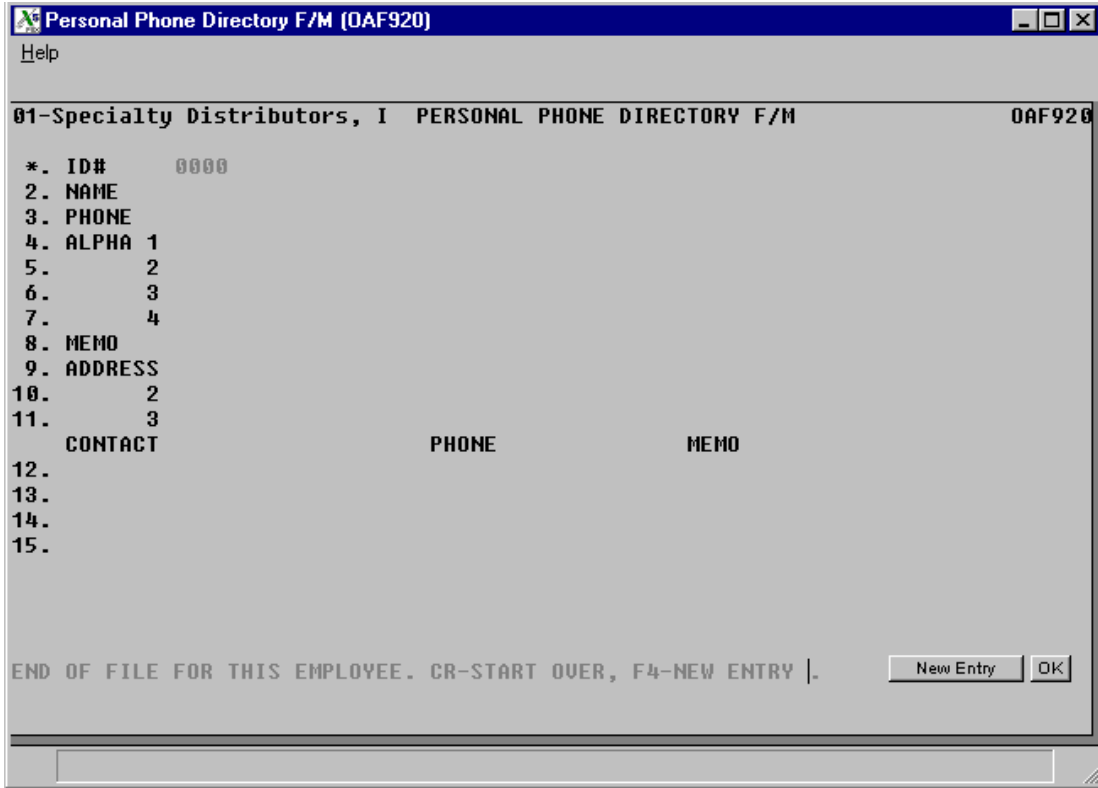 Personal Phone Directory F/M (OAF920)
Help
01-Specialty Distributors, I PERSONAL PHONE DIRECTORY F/M OAF920
*. ID# 0000
2. NAME
3. PHONE
4. ALPHA 1
5. 2
6. 3
7. 4
8. MEMO
9. ADDRESS
10. 2
11. 3
CONTACT PHONE MEMO
12.
13.
14.
15.
END OF FILE FOR THIS EMPLOYEE. CR-START OVER, F4-NEW ENTRY . New Entry OK